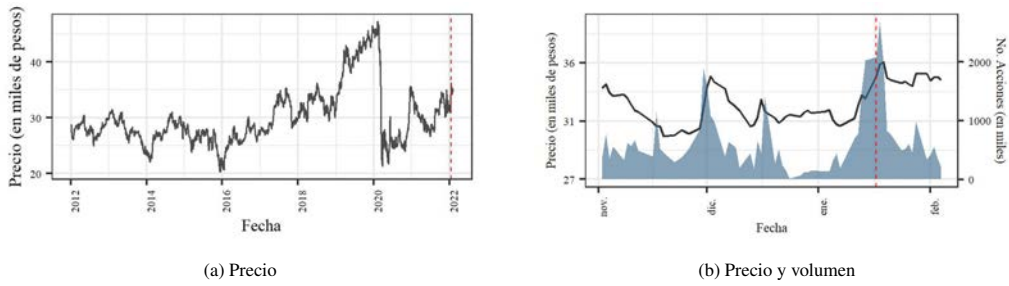 Precio (en miles de pesos)
40
30
20
2012
2014
2016
2018
2020
2022
Fecha
(a) Precio
Precio (en miles de pesos)
36
31
27
nov.
dic.
ene.
feb.
Fecha
2000
1000
0
No. Acciones (en miles)
(b) Precio y volumen